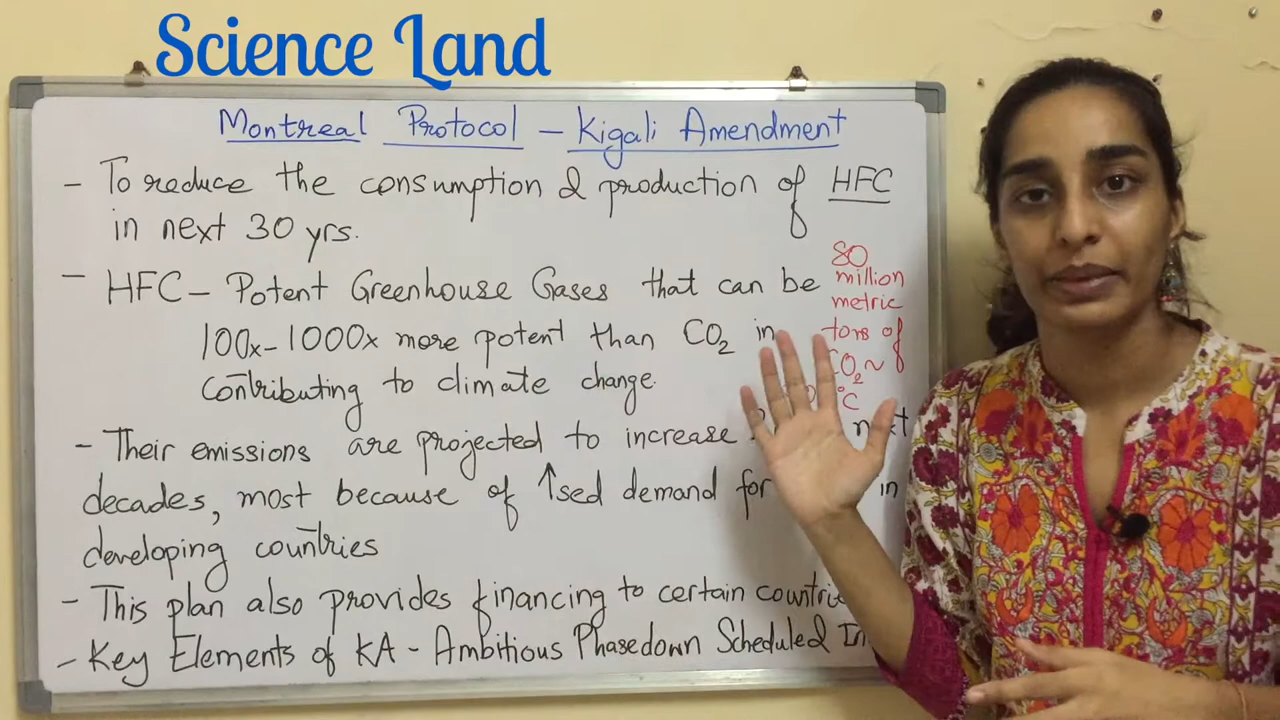 Science Land
Montreal Protocol – Kigali Amendment
– To reduce the consumption & production of HFC
in next 30 yrs.
– HFC – Potent Greenhouse Gases that can be
100x–1000x more potent than CO₂ in
contributing to climate change.
80
million
metric
tons of
CO₂ ~
°C
– Their emissions are projected to increase next
decades, most because of ↑sed demand for in
developing countries
– This plan also provides financing to certain
– Key Elements of KA – Ambitious Phasedown Scheduled